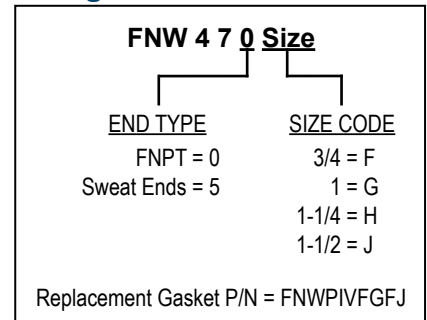 FNW 4 7 0 Size
END TYPE SIZE CODE
FNPT = 0 3/4 = F
Sweat Ends = 5 1 = G
1-1/4 = H
1-1/2 = J
Replacement Gasket P/N = FNWPIVFGFJ